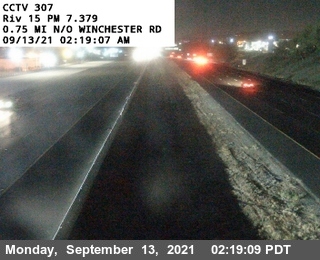 CCTV 307
Riv 15 PM 7.379
0.75 MI N/O WINCHESTER RD
09/13/21 02:19:07 AM
Monday, September 13, 2021 02:19:09 PDT